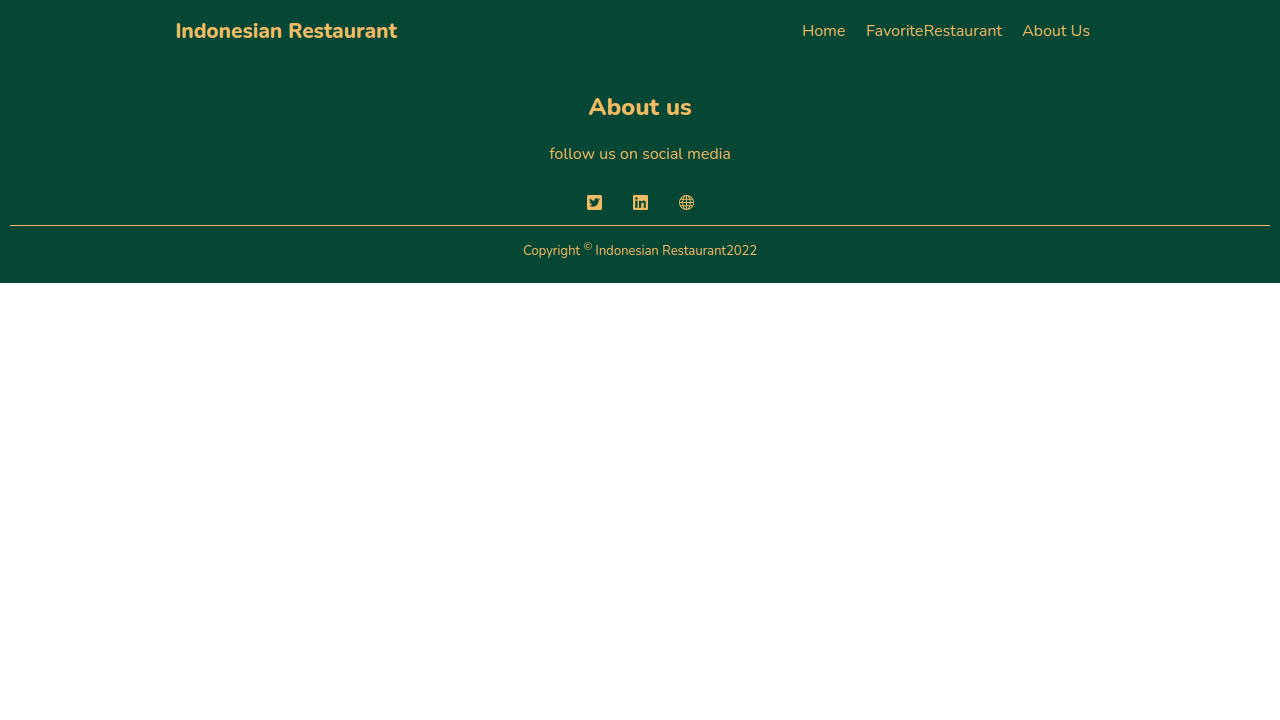 Indonesian Restaurant
Home FavoriteRestaurant About Us
About us
follow us on social media
Copyright © Indonesian Restaurant2022